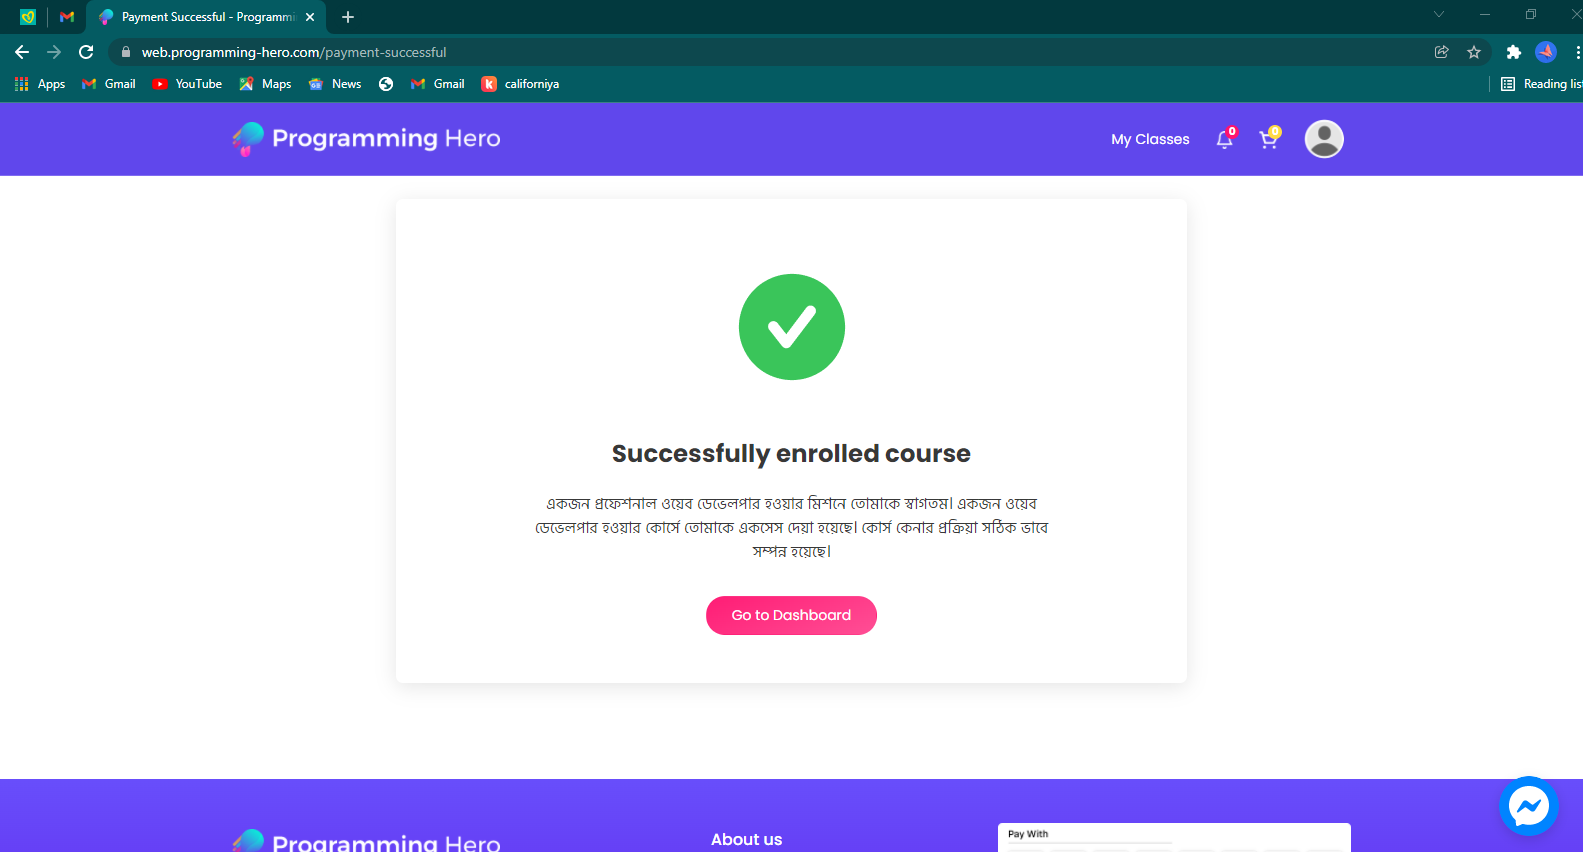 Payment Successful - Programmi
web.programming-hero.com/payment-successful
Apps Gmail YouTube Maps News Gmail californiya Reading list
Programming Hero My Classes 0 0
Successfully enrolled course
একজন প্রফেশনাল ওয়েব ডেভেলপার হওয়ার মিশনে তোমাকে স্বাগতম। একজন ওয়েব
ডেভেলপার হওয়ার কোর্সে তোমাকে একসেস দেয়া হয়েছে। কোর্স কেনার প্রক্রিয়া সঠিক ভাবে
সম্পন্ন হয়েছে।
Go to Dashboard
Programming Hero About us Pay With